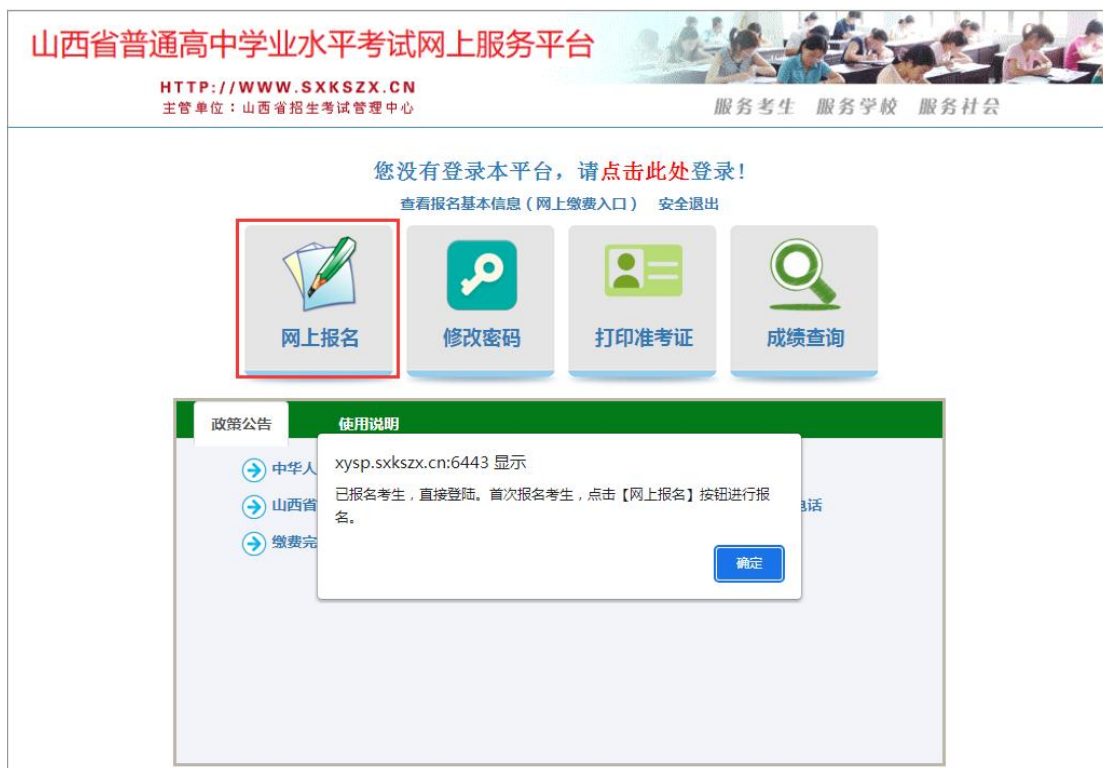 山西省普通高中学业水平考试网上服务平台
HTTP://WWW.SXKSZX.CN
主管单位：山西省招生考试管理中心
服务考生 服务学校 服务社会
您没有登录本平台，请点击此处登录！
查看报名基本信息（网上缴费入口） 安全退出
网上报名 修改密码 打印准考证 成绩查询
政策公告 使用说明
中华人
xysp.sxkszx.cn:6443 显示
已报名考生，直接登陆。首次报名考生，点击【网上报名】按钮进行报
名。
山西省
电话
缴费完
确定